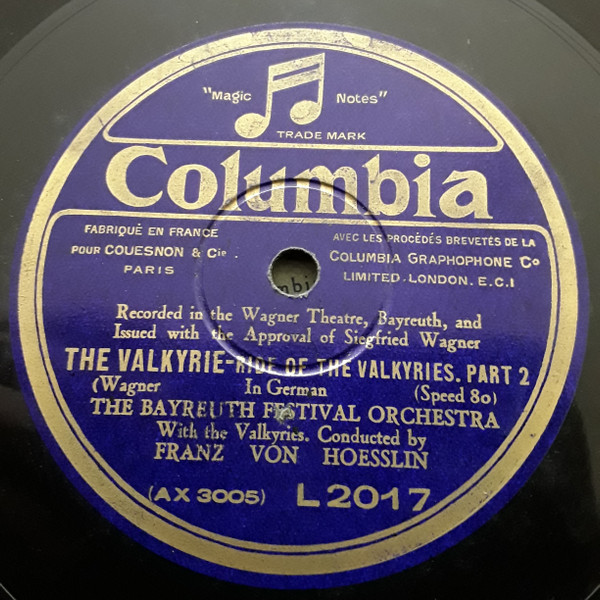 "Magic Notes"
TRADE MARK
Columbia
FABRIQUÉ EN FRANCE
POUR COUESNON & Cie.
PARIS
AVEC LES PROCÉDÉS BREVETÉS DE LA
COLUMBIA GRAPHOPHONE Co
LIMITED.LONDON.E.C.1
Recorded in the Wagner Theatre, Bayreuth, and
Issued with the Approval of Siegfried Wagner
THE VALKYRIE-RIDE OF THE VALKYRIES. PART 2
(Wagner In German (Speed 80)
THE BAYREUTH FESTIVAL ORCHESTRA
With the Valkyries. Conducted by
FRANZ VON HOESSLIN
(AX 3005) L2017